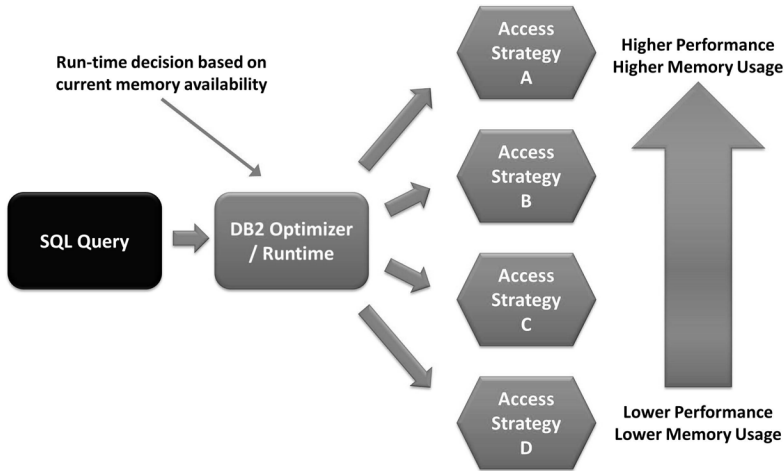 Run-time decision based on
current memory availability
SQL Query
DB2 Optimizer
/ Runtime
Access
Strategy
A
Access
Strategy
B
Access
Strategy
C
Access
Strategy
D
Higher Performance
Higher Memory Usage
Lower Performance
Lower Memory Usage